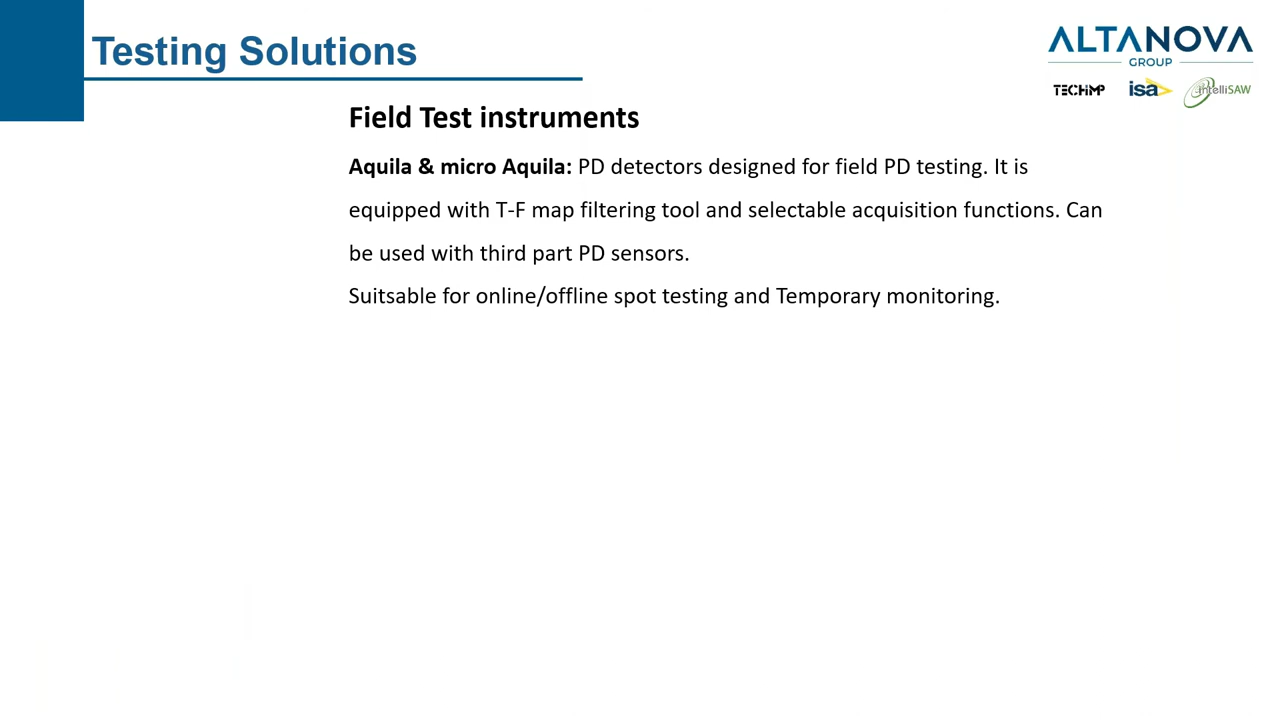 Testing Solutions
ALTANOVA
GROUP
TECHIMP
isa
intelliSAW
Field Test instruments
Aquila & micro Aquila: PD detectors designed for field PD testing. It is
equipped with T-F map filtering tool and selectable acquisition functions. Can
be used with third part PD sensors.
Suitsable for online/offline spot testing and Temporary monitoring.